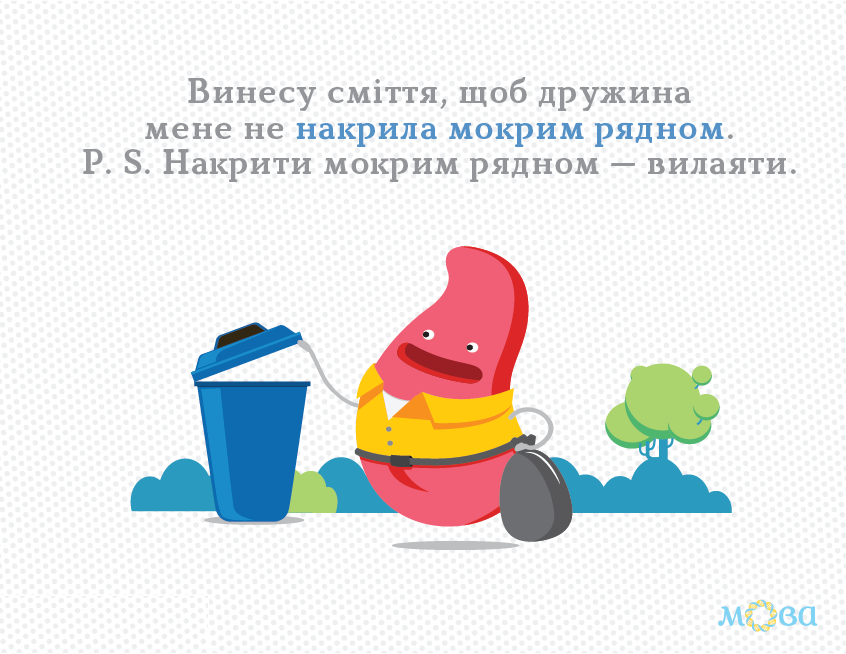 Винесу сміття, щоб дружина
мене не накрила мокрим рядном.
P. S. Накрити мокрим рядном — вилаяти.
мова